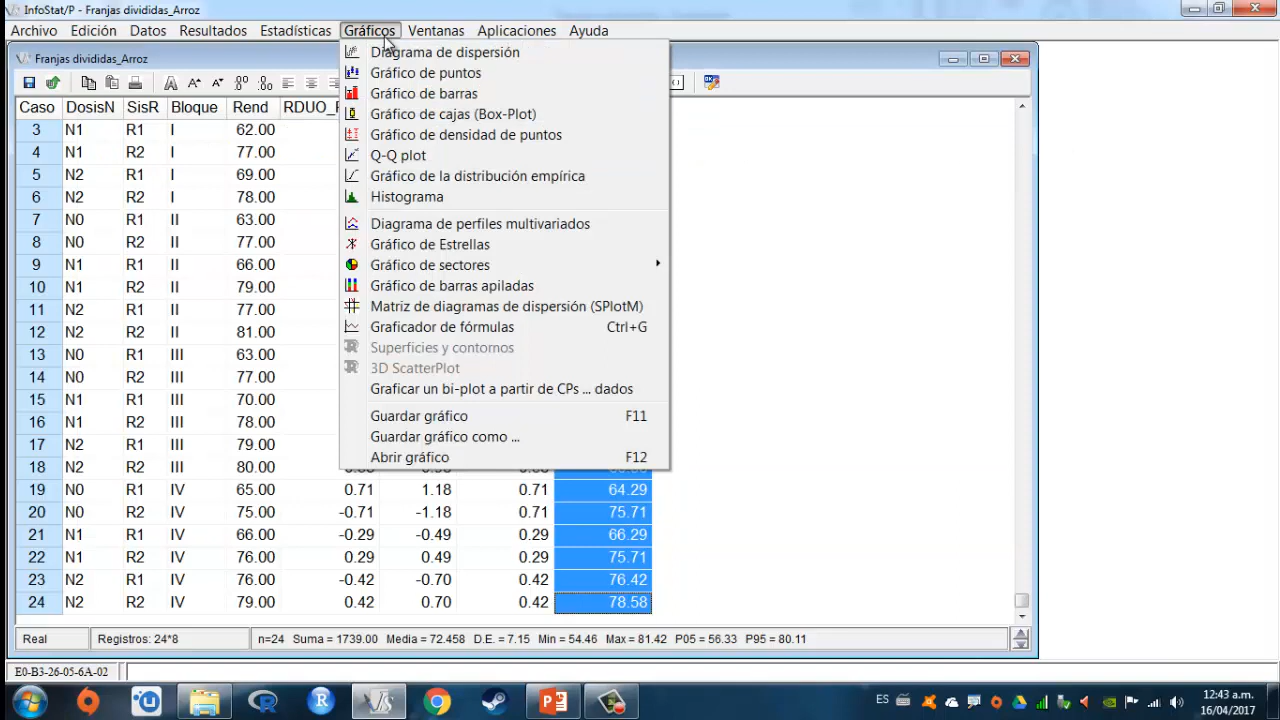 InfoStat/P - Franjas divididas_Arroz
Archivo Edición Datos Resultados Estadísticas Gráficos Ventanas Aplicaciones Ayuda
Franjas divididas_Arroz
Diagrama de dispersión
Gráfico de puntos
Gráfico de barras
Gráfico de cajas (Box-Plot)
Gráfico de densidad de puntos
Q-Q plot
Gráfico de la distribución empírica
Histograma
Diagrama de perfiles multivariados
Gráfico de Estrellas
Gráfico de sectores
Gráfico de barras apiladas
Matriz de diagramas de dispersión (SPlotM)
Graficador de fórmulas Ctrl+G
Superfícies y contornos
3D ScatterPlot
Graficar un bi-plot a partir de CPs ... dados
Guardar gráfico F11
Guardar gráfico como ...
Abrir gráfico F12
Caso DosisN SisR Bloque Rend
3 N1 R1 I 62.00
4 N1 R2 I 77.00
5 N2 R1 I 69.00
6 N2 R2 I 78.00
7 N0 R1 II 63.00
8 N0 R2 II 77.00
9 N1 R1 II 66.00
10 N1 R2 II 79.00
11 N2 R1 II 77.00
12 N2 R2 II 81.00
13 N0 R1 III 63.00
14 N0 R2 III 77.00
15 N1 R1 III 70.00
16 N1 R2 III 78.00
17 N2 R1 III 79.00
18 N2 R2 III 80.00
19 N0 R1 IV 65.00 0.71 1.18 0.71 64.29
20 N0 R2 IV 75.00 -0.71 -1.18 0.71 75.71
21 N1 R1 IV 66.00 -0.29 -0.49 0.29 66.29
22 N1 R2 IV 76.00 0.29 0.49 0.29 75.71
23 N2 R1 IV 76.00 -0.42 -0.70 0.42 76.42
24 N2 R2 IV 79.00 0.42 0.70 0.42 78.58
Real Registros: 24*8 n=24 Suma = 1739.00 Media = 72.458 D.E. = 7.15 Min = 54.46 Max = 81.42 P05 = 56.33 P95 = 80.11
E0-B3-26-05-6A-02
ES 12:43 a.m.
16/04/2017